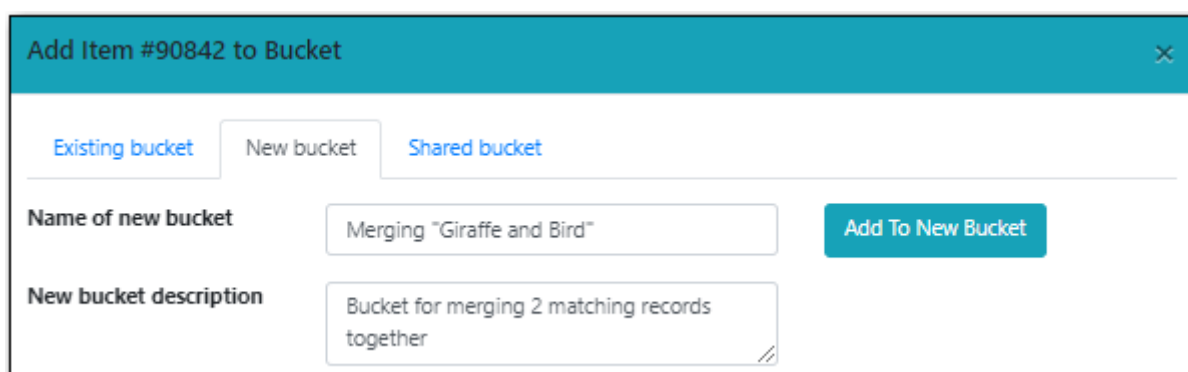 Add Item #90842 to Bucket ×
Existing bucket New bucket Shared bucket
Name of new bucket Merging "Giraffe and Bird" Add To New Bucket
New bucket description Bucket for merging 2 matching records
together